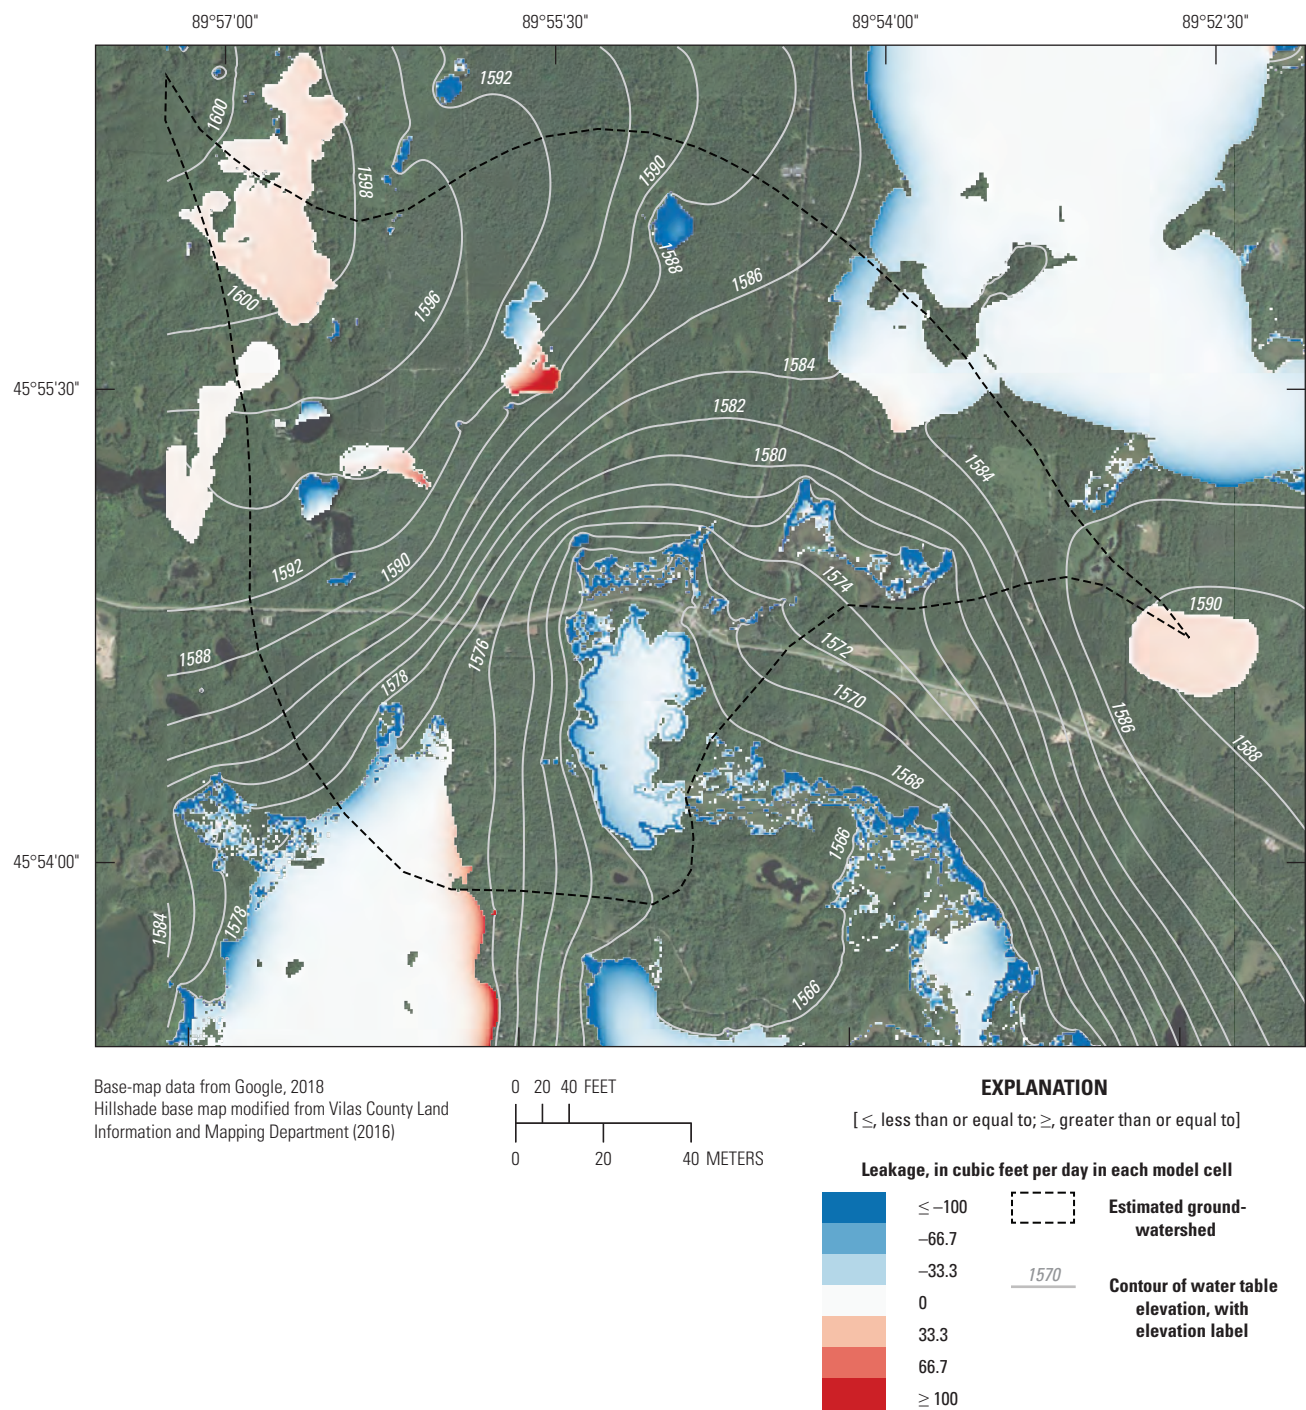 89°57'00" 89°55'30" 89°54'00" 89°52'30"
1592
1600
1590
1598
1588
1586
1600
1596
45°55'30"
1584
1582
1580
1584
1592
1590
1574
1590
1588
1576
1572
1578
1570
1586
1588
1568
1566
45°54'00"
1584
1578
1566
Base-map data from Google, 2018
Hillshade base map modified from Vilas County Land
Information and Mapping Department (2016)
0 20 40 FEET
0 20 40 METERS
EXPLANATION
[ ≤, less than or equal to; ≥, greater than or equal to]
Leakage, in cubic feet per day in each model cell
≤ –100
–66.7
–33.3
0
33.3
66.7
≥ 100
Estimated ground-
watershed
1570
Contour of water table
elevation, with
elevation label